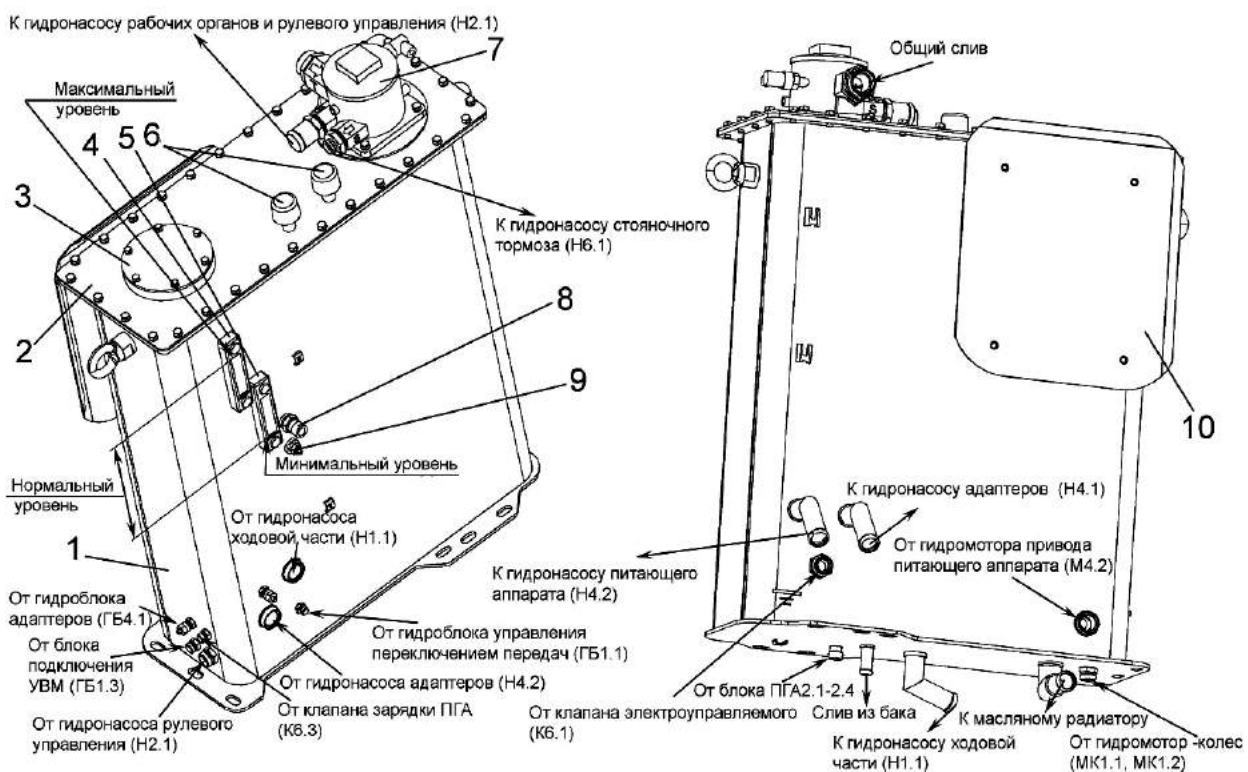 К гидронасосу рабочих органов и рулевого управления (Н2.1)
7
Максимальный
уровень
4
5
6
3
2
К гидронасосу стояночного
тормоза (Н6.1)
8
9
Минимальный уровень
Нормальный
уровень
От гидронасоса
ходовой части (Н1.1)
1
От гидроблока
адаптеров (ГБ4.1)
От блока
подключения
УВМ (ГБ1.3)
От гидронасоса рулевого
управления (Н2.1)
От гидроблока управления
переключением передач (ГБ1.1)
От гидронасоса адаптеров (Н4.2)
От клапана зарядки ПГА
(К6.3)
Общий слив
10
К гидронасосу адаптеров (Н4.1)
К гидронасосу питающего
аппарата (Н4.2)
От гидромотора привода
питающего аппарата (М4.2)
От блока ПГА2.1-2.4
От клапана электроуправляемого
(К6.1)
Слив из бака
К гидронасосу ходовой
части (Н1.1)
К масляному радиатору
От гидромотор -колес
(МК1.1, МК1.2)